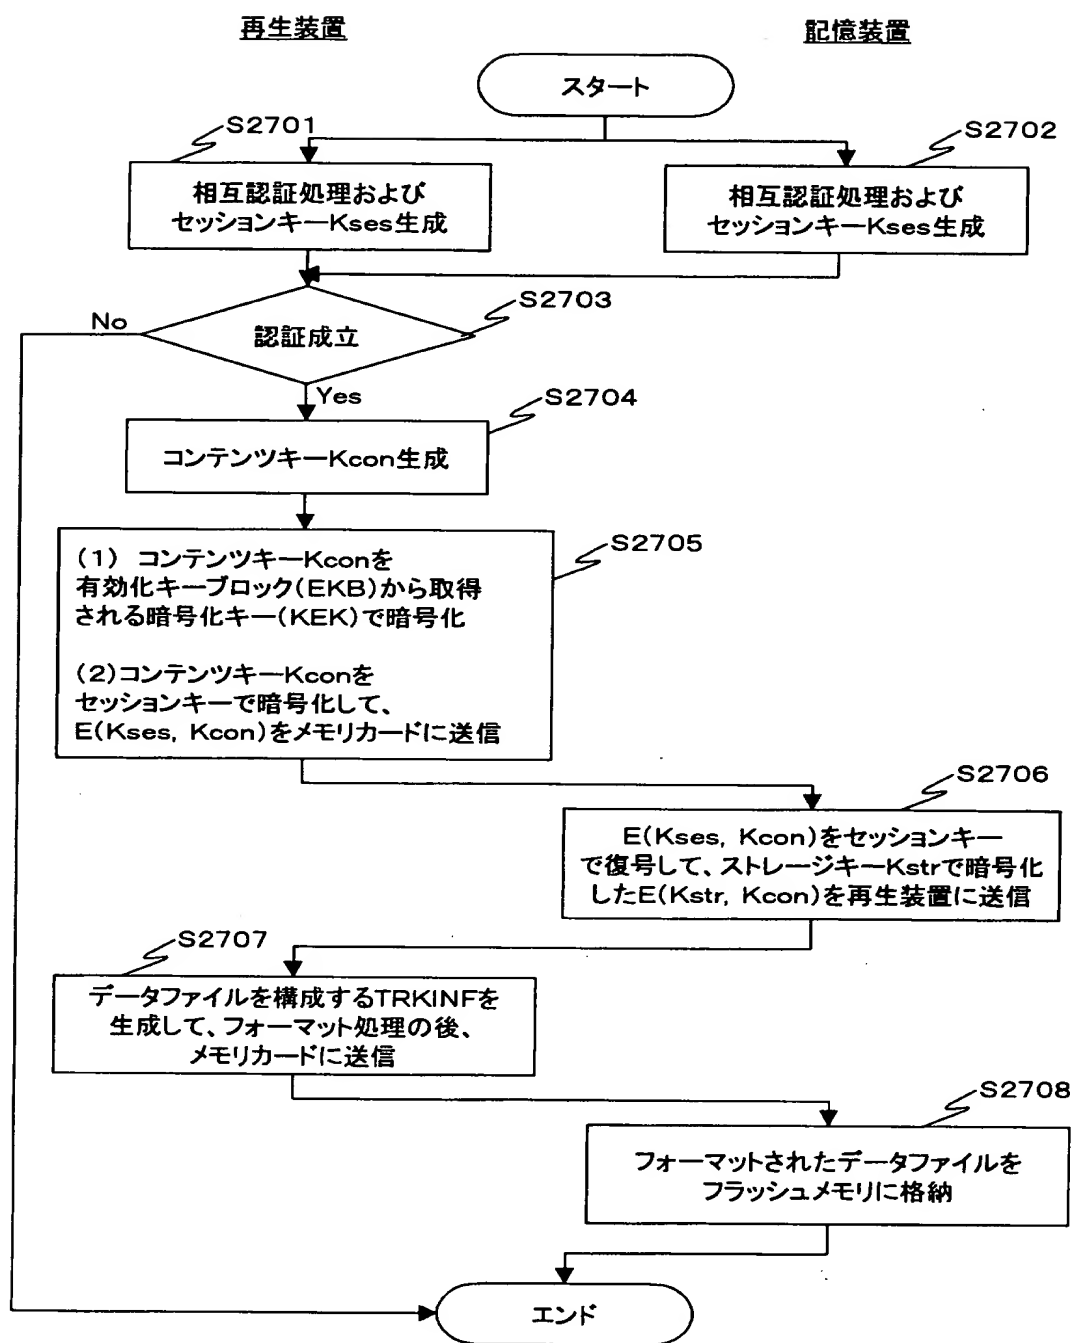 再生装置
記憶装置
スタート
S2701
S2702
相互認証処理および
セッションキーKses生成
相互認証処理および
セッションキーKses生成
S2703
No
認証成立
Yes
S2704
コンテンツキーKcon生成
S2705
(1) コンテンツキーKconを
有効化キーブロック(EKB)から取得
される暗号化キー(KEK)で暗号化
(2)コンテンツキーKconを
セッションキーで暗号化して、
E(Kses, Kcon)をメモリカードに送信
S2706
E(Kses, Kcon)をセッションキー
で復号して、ストレージキーKstrで暗号化
したE(Kstr, Kcon)を再生装置に送信
S2707
データファイルを構成するTRKINFを
生成して、フォーマット処理の後、
メモリカードに送信
S2708
フォーマットされたデータファイルを
フラッシュメモリに格納
エンド